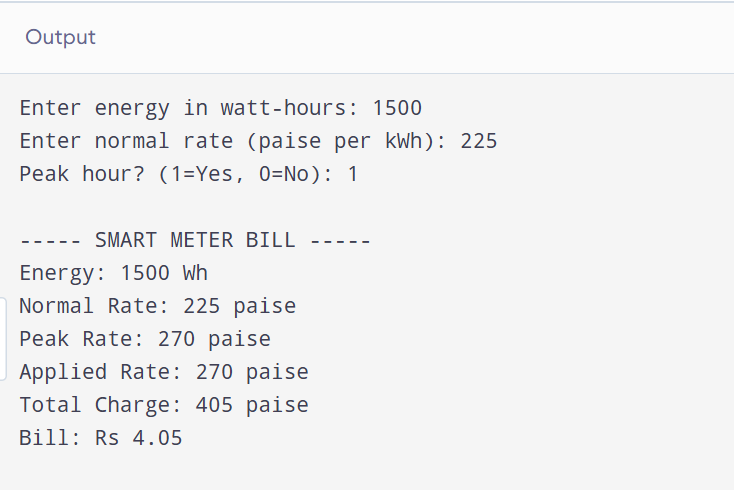 Output
Enter energy in watt-hours: 1500
Enter normal rate (paise per kWh): 225
Peak hour? (1=Yes, 0=No): 1
----- SMART METER BILL -----
Energy: 1500 Wh
Normal Rate: 225 paise
Peak Rate: 270 paise
Applied Rate: 270 paise
Total Charge: 405 paise
Bill: Rs 4.05